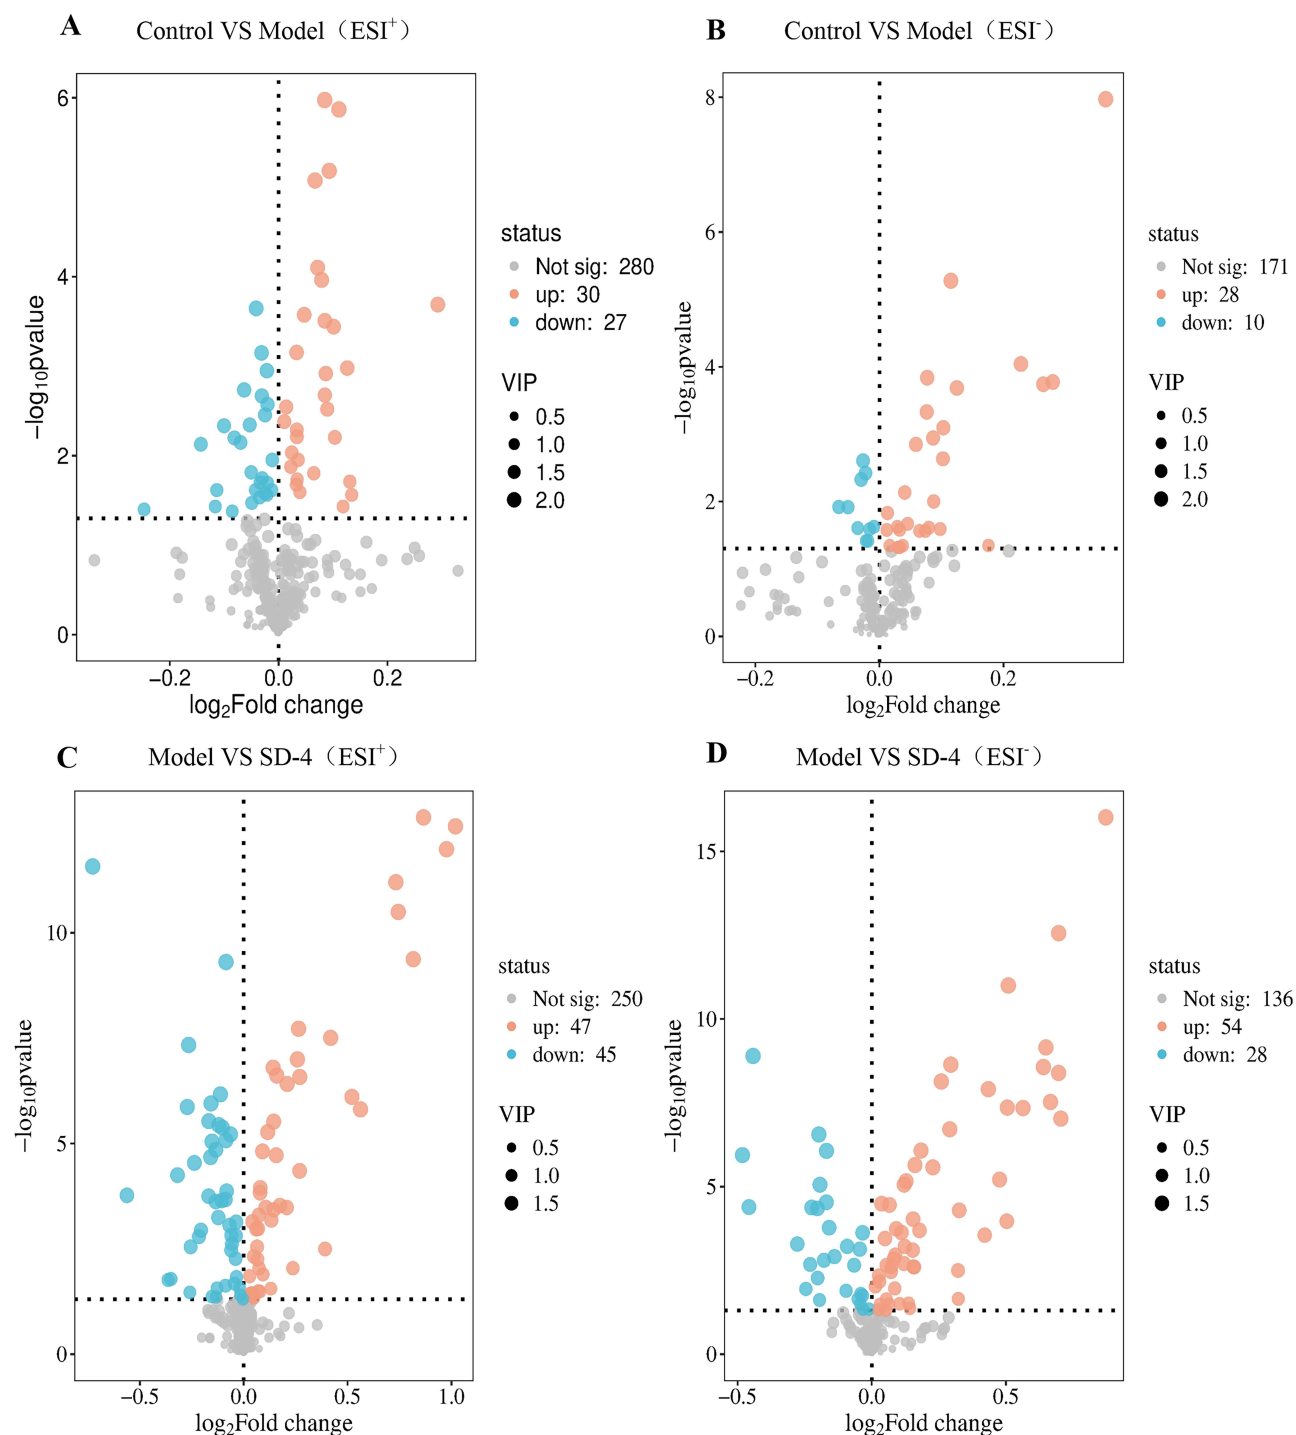 A
Control VS Model（ESI+）
6
4
2
0
−log10pvalue
−0.2
0.0
0.2
log2Fold change
status
Not sig: 280
up: 30
down: 27
VIP
0.5
1.0
1.5
2.0
B
Control VS Model（ESI-）
8
6
4
2
0
−log10pvalue
−0.2
0.0
0.2
log2Fold change
status
Not sig: 171
up: 28
down: 10
VIP
0.5
1.0
1.5
2.0
C
Model VS SD-4（ESI+）
10
5
0
−log10pvalue
−0.5
0.0
0.5
1.0
log2Fold change
status
Not sig: 250
up: 47
down: 45
VIP
0.5
1.0
1.5
D
Model VS SD-4（ESI-）
15
10
5
0
−log10pvalue
−0.5
0.0
0.5
log2Fold change
status
Not sig: 136
up: 54
down: 28
VIP
0.5
1.0
1.5